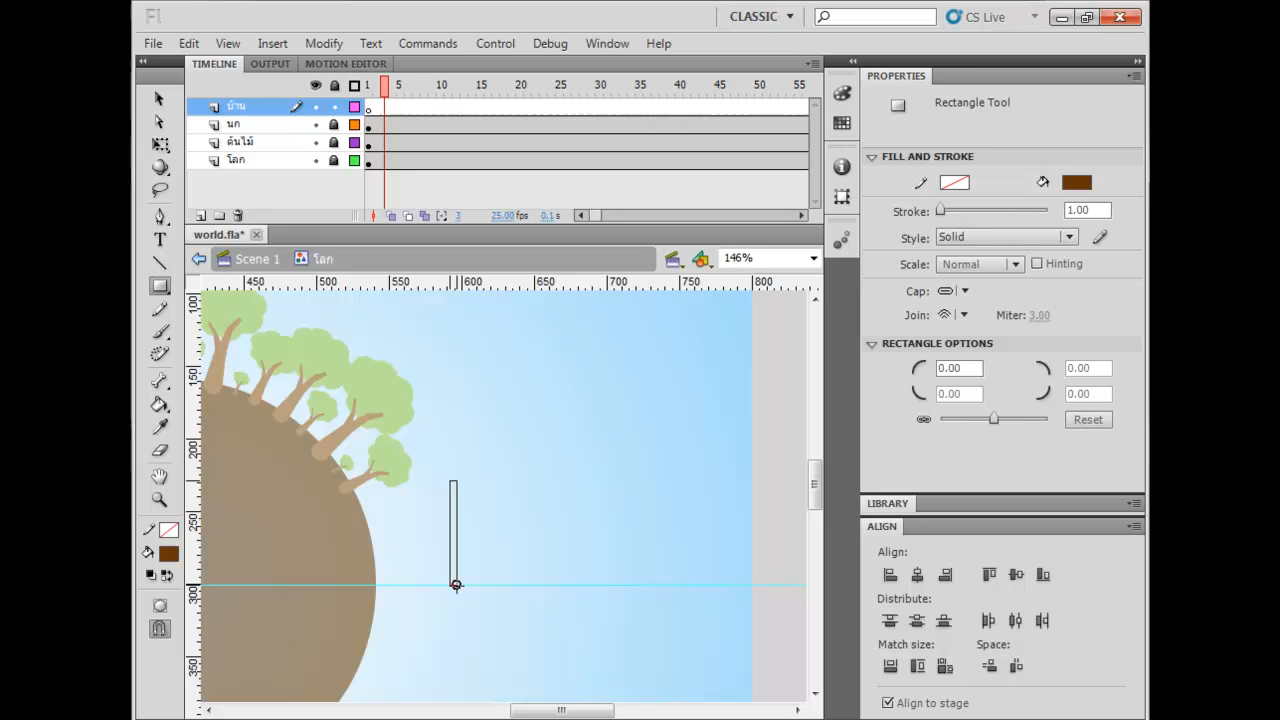 Fl CLASSIC CS Live
File Edit View Insert Modify Text Commands Control Debug Window Help
TIMELINE OUTPUT MOTION EDITOR
1 5 10 15 20 25 30 35 40 45 50 55
บ้าน
นก
ต้นไม้
โลก
3 25.00 fps 0.1 s
world.fla*
Scene 1 โลก 146%
450 500 550 600 650 700 750 800
100
150
200
250
300
350
PROPERTIES
Rectangle Tool
FILL AND STROKE
Stroke: 1.00
Style: Solid
Scale: Normal Hinting
Cap:
Join: Miter: 3.00
RECTANGLE OPTIONS
0.00 0.00
0.00 0.00
Reset
LIBRARY
ALIGN
Align:
Distribute:
Match size: Space:
Align to stage